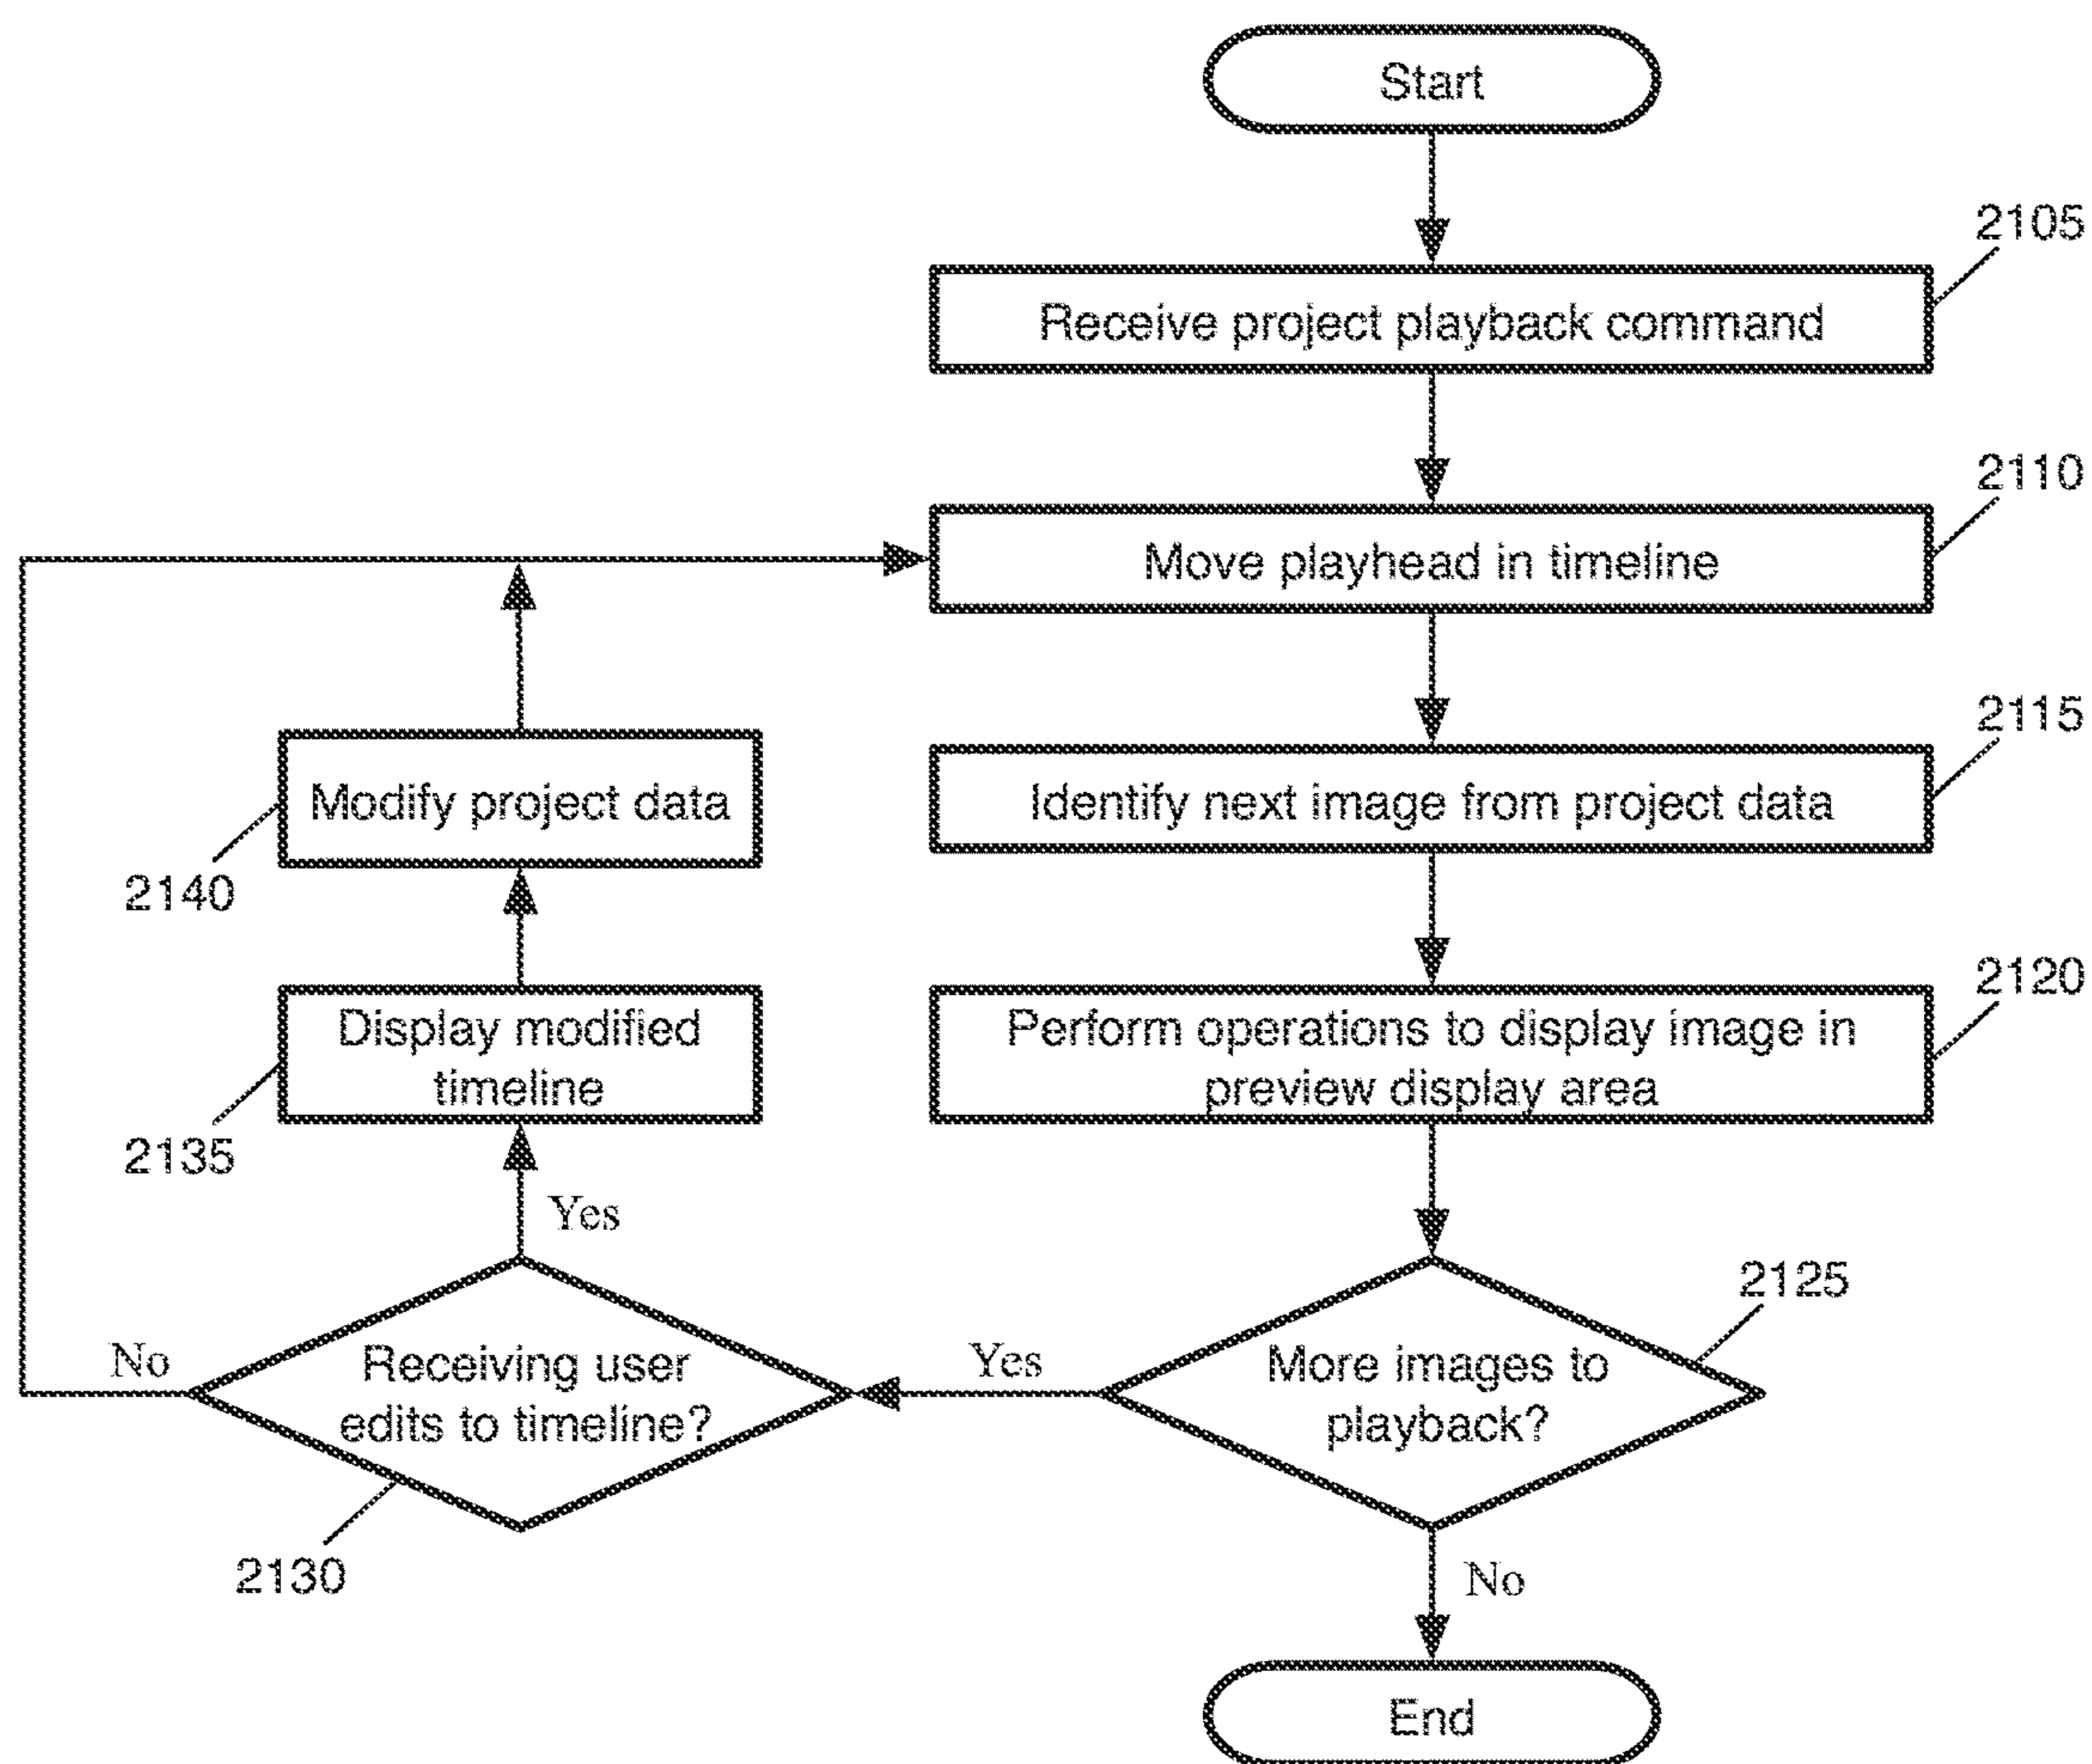 Start
2105
Receive project playback command
2110
Move playhead in timeline
2115
Modify project data
Identify next image from project data
2140
2120
Display modified
timeline
Perform operations to display image in
preview display area
2135
Yes
2125
No
Receiving user
edits to timeline?
Yes
More images to
playback?
2130
No
End